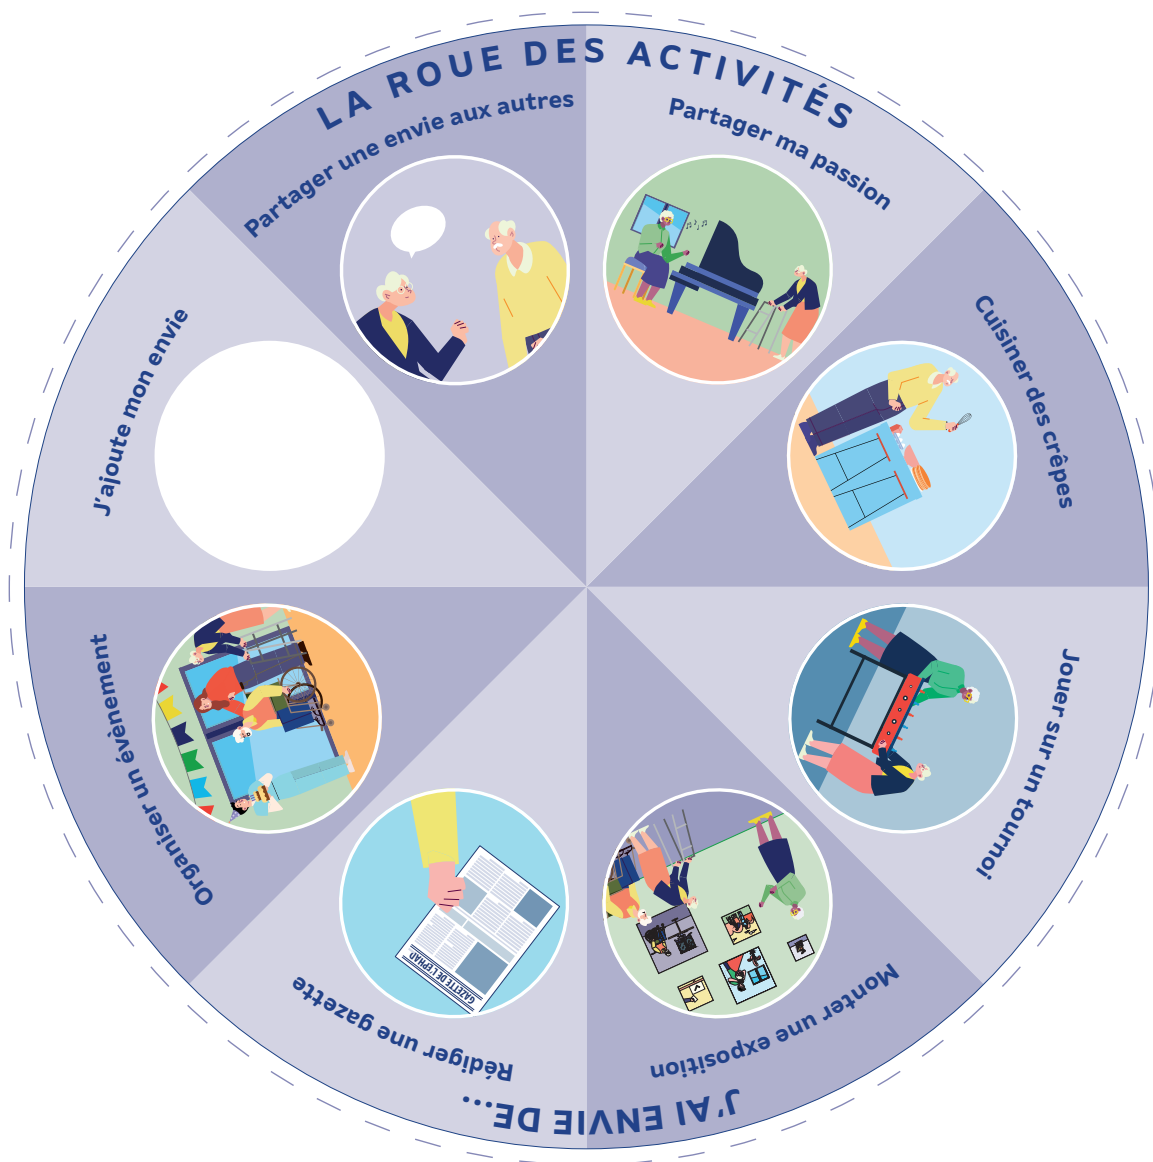 LA ROUE DES ACTIVITÉS
Partager une envie aux autres
Partager ma passion
Cuisiner des crêpes
Jouer sur un tournoi
Monter une exposition
Rédiger une gazette
GAZETTE DE L'EPHAD
Organiser un évènement
J'ajoute mon envie
J'AI ENVIE DE...